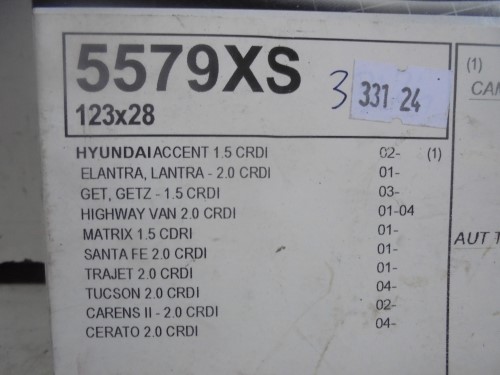 5579XS
123x28
3 331 24
HYUNDAI ACCENT 1.5 CRDI 02- (1)
ELANTRA, LANTRA - 2.0 CRDI 01-
GET, GETZ - 1.5 CRDI 03-
HIGHWAY VAN 2.0 CRDI 01-04
MATRIX 1.5 CDRI 01-
SANTA FE 2.0 CRDI 01-
TRAJET 2.0 CRDI 01-
TUCSON 2.0 CRDI 04-
CARENS II - 2.0 CRDI 02-
CERATO 2.0 CRDI 04-
(1)
CAM
AUT T